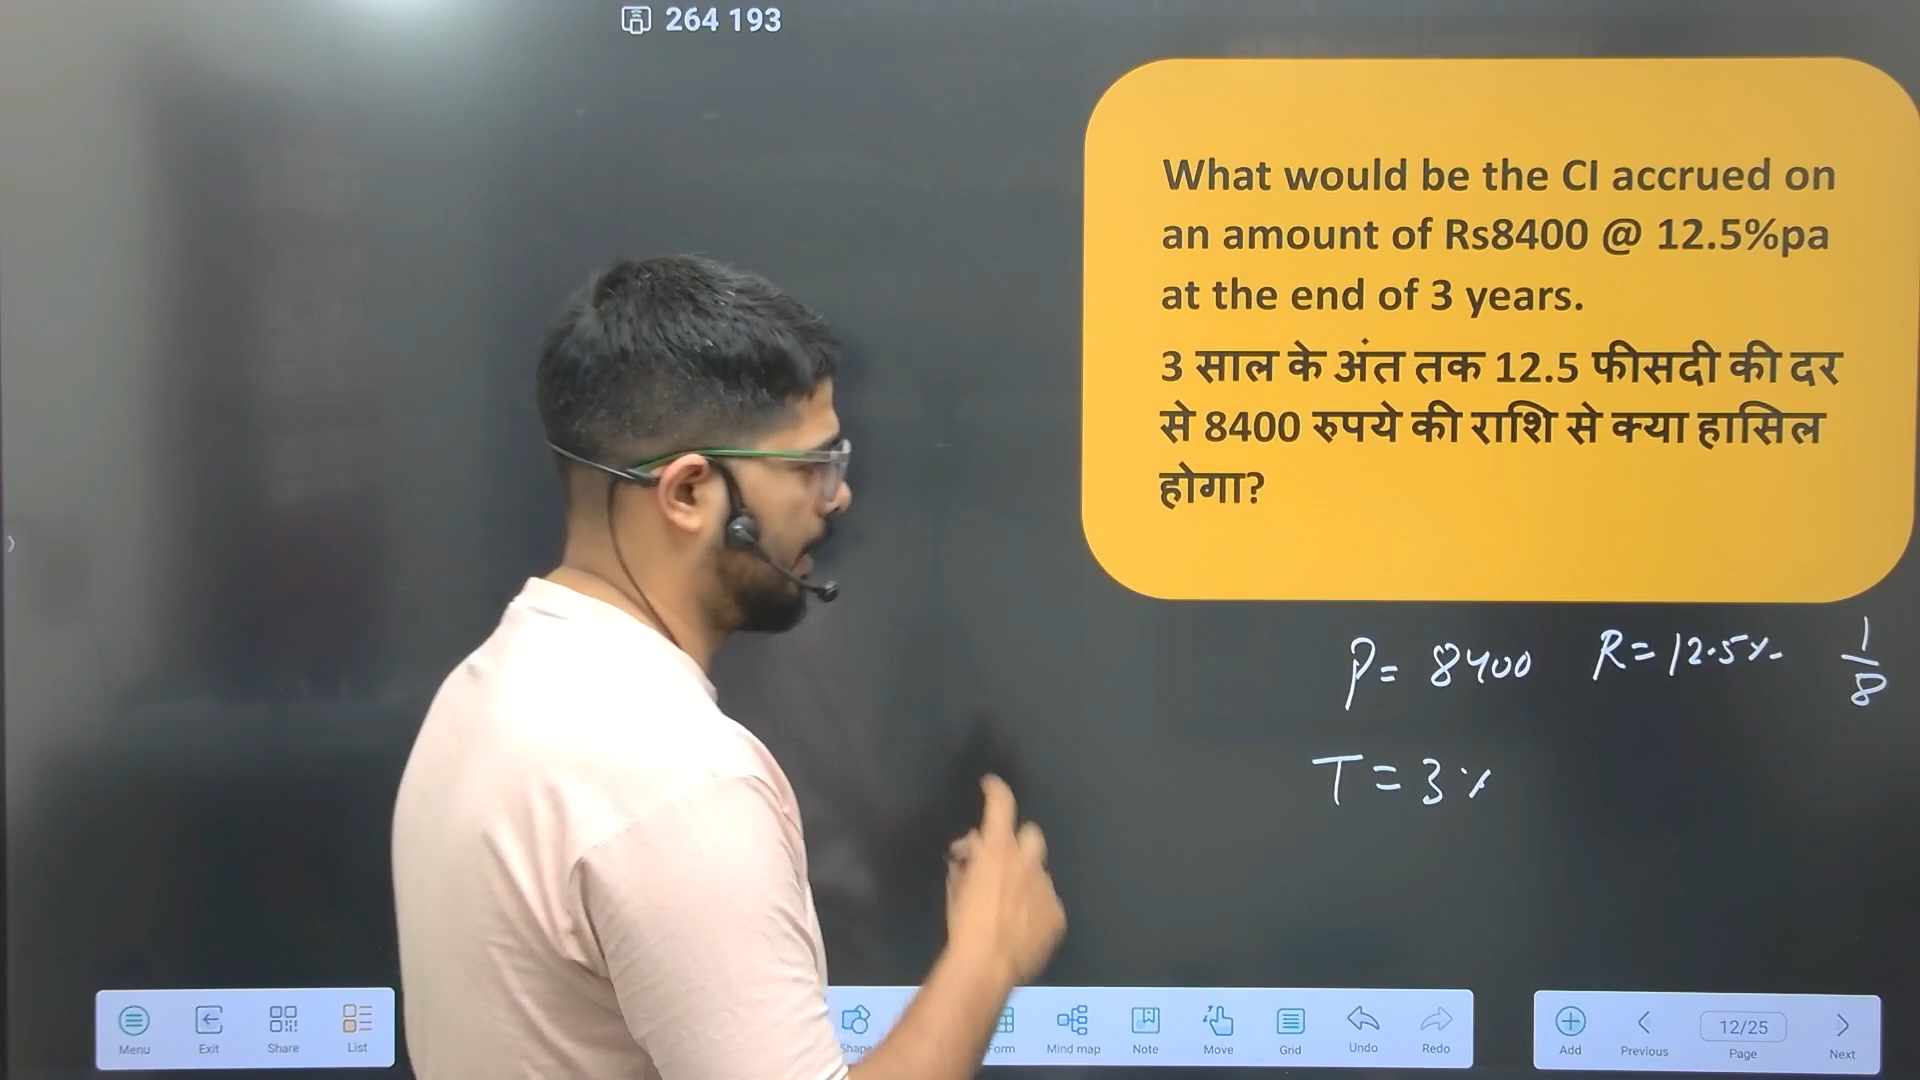 264 193
What would be the CI accrued on
an amount of Rs8400 @ 12.5%pa
at the end of 3 years.
3 साल के अंत तक 12.5 फीसदी की दर
से 8400 रुपये की राशि से क्या हासिल
होगा?
P = 8400 R = 12.5% 1/8
T = 3
Menu Exit Share List Shape Form Mind map Note Move Grid Undo Redo Add Previous 12/25 Page Next